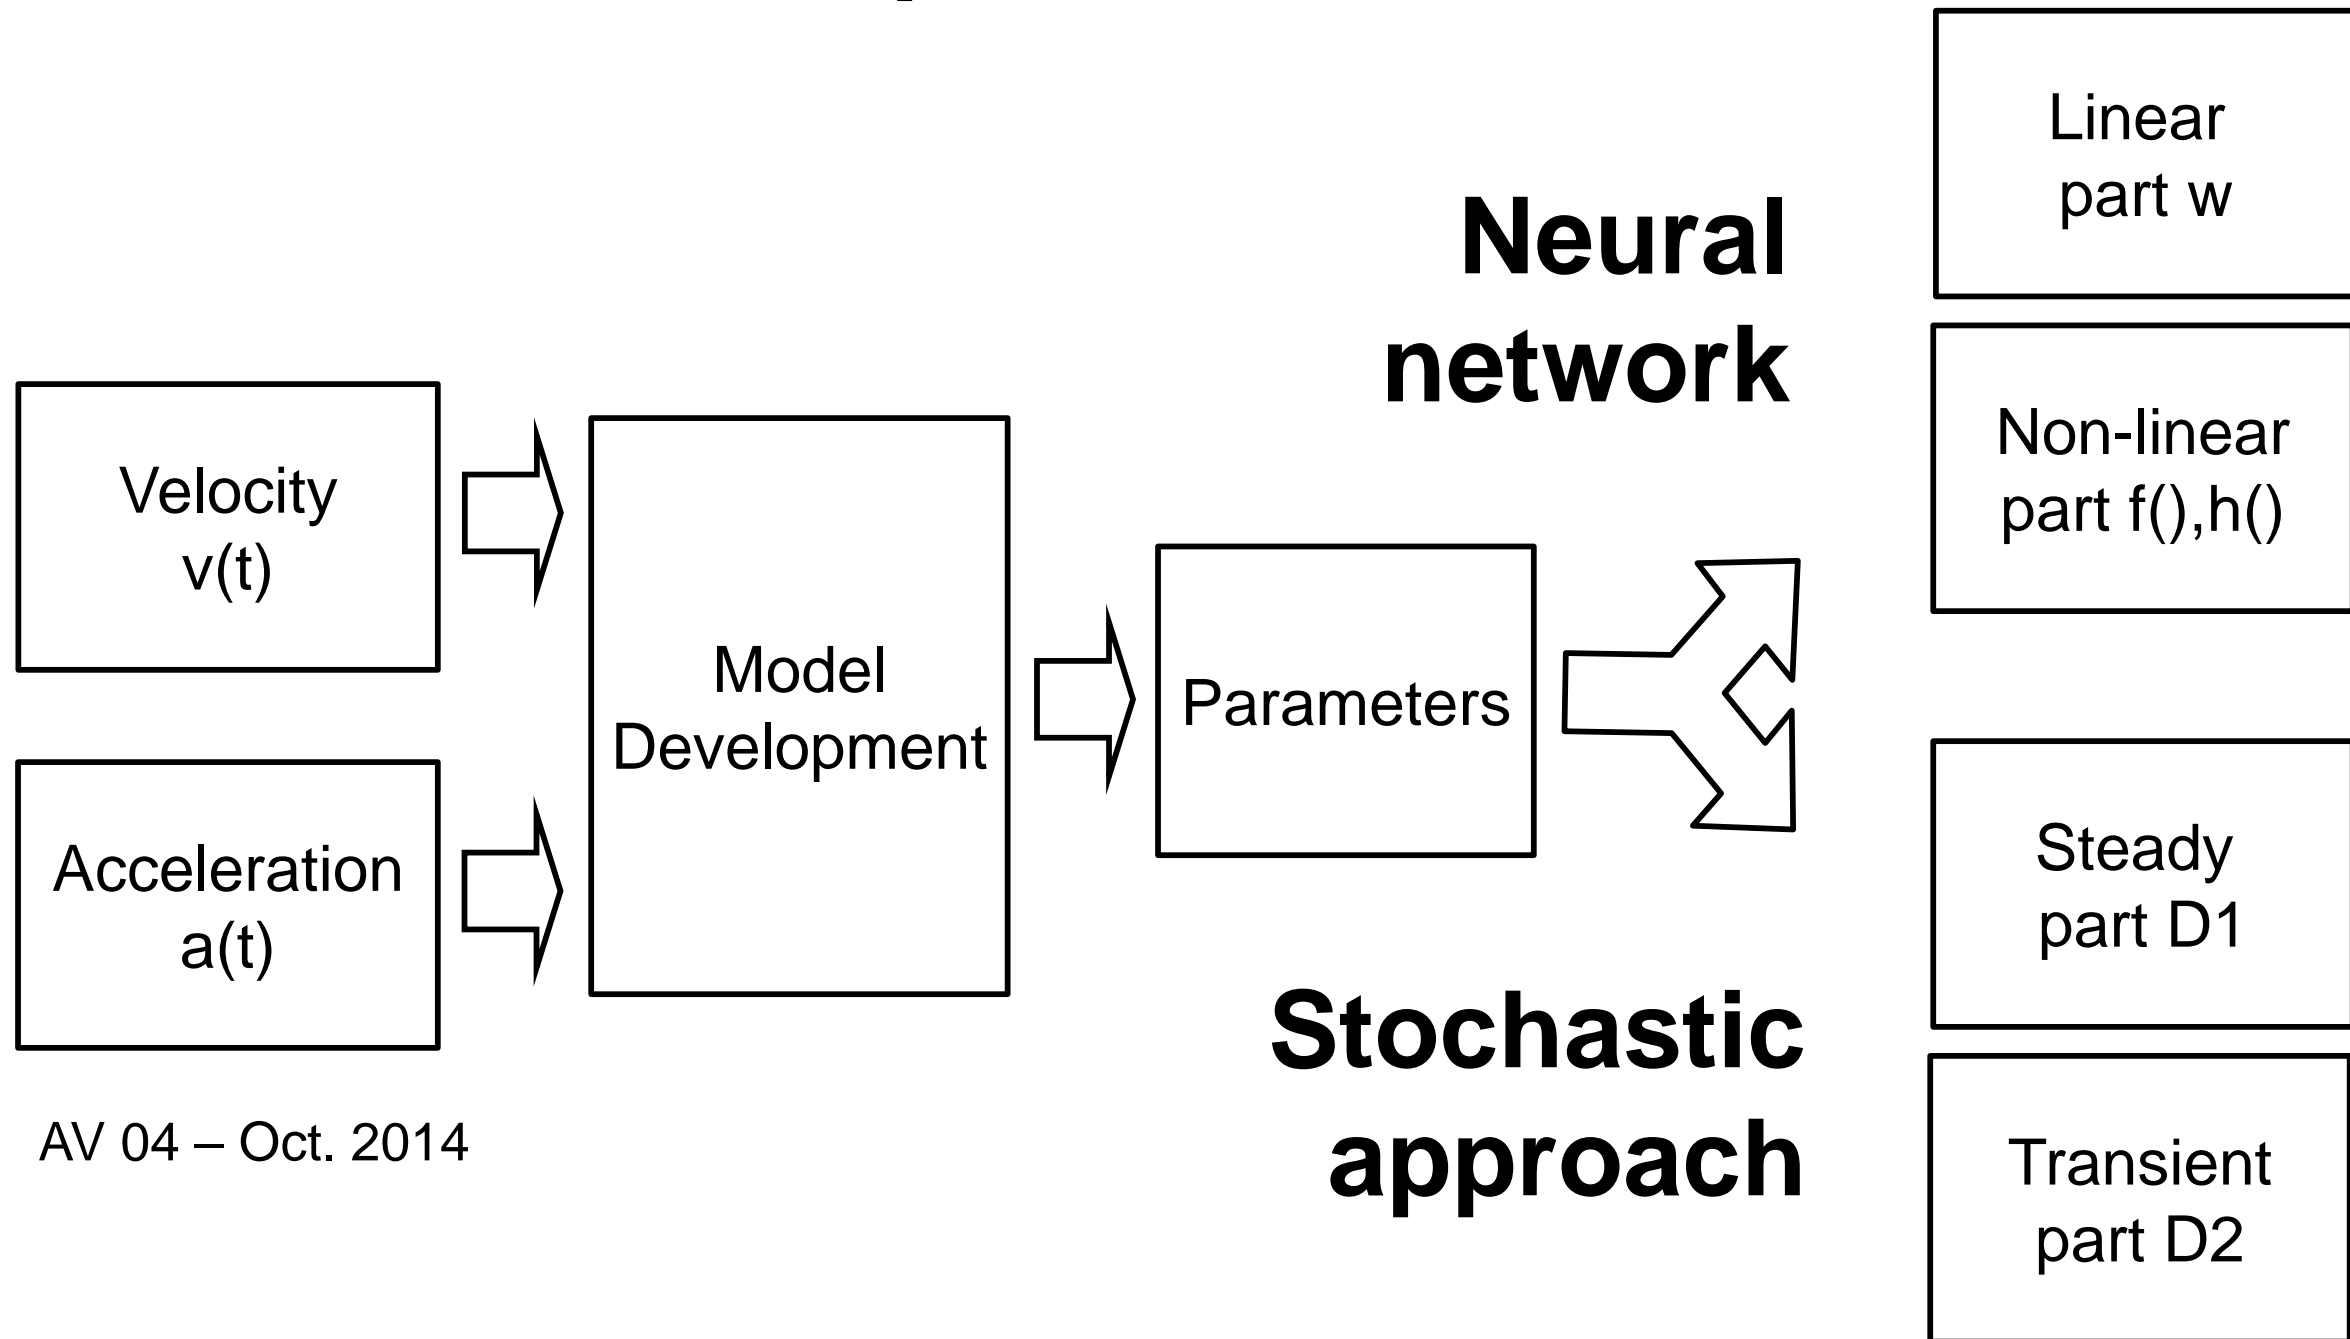 Velocity
v(t)
Acceleration
a(t)
Model
Development
Parameters
Neural
network
Stochastic
approach
Linear
part w
Non-linear
part f(),h()
Steady
part D1
Transient
part D2
AV 04 – Oct. 2014